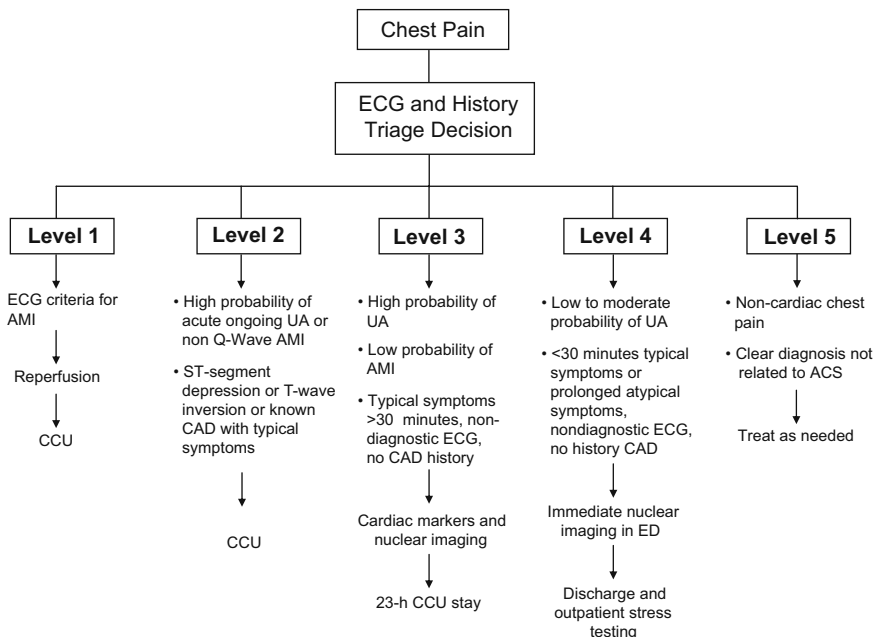 Chest Pain
ECG and History
Triage Decision
Level 1
ECG criteria for
AMI
Reperfusion
CCU
Level 2
• High probability of
acute ongoing UA or
non Q-Wave AMI
• ST-segment
depression or T-wave
inversion or known
CAD with typical
symptoms
CCU
Level 3
• High probability of
UA
• Low probability of
AMI
• Typical symptoms
>30 minutes, non-
diagnostic ECG,
no CAD history
Cardiac markers and
nuclear imaging
23-h CCU stay
Level 4
• Low to moderate
probability of UA
• <30 minutes typical
symptoms or
prolonged atypical
symptoms,
nondiagnostic ECG,
no history CAD
Immediate nuclear
imaging in ED
Discharge and
outpatient stress
testing
Level 5
• Non-cardiac chest
pain
• Clear diagnosis not
related to ACS
Treat as needed